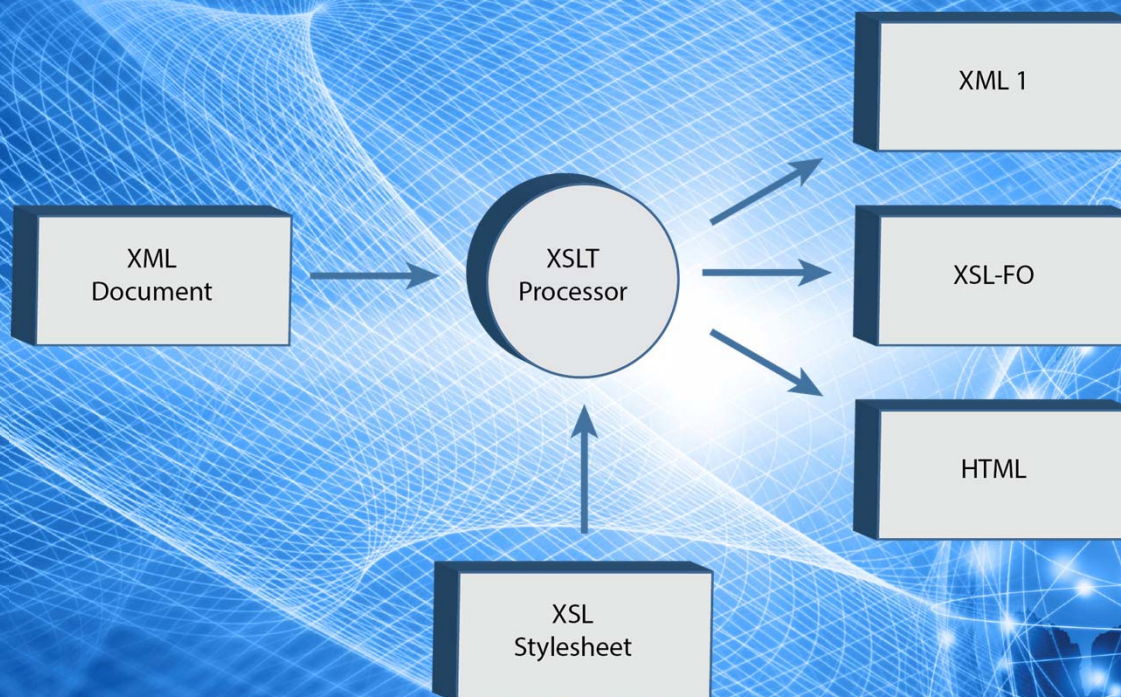 XML 1
XML
Document
XSLT
Processor
XSL-FO
HTML
XSL
Stylesheet